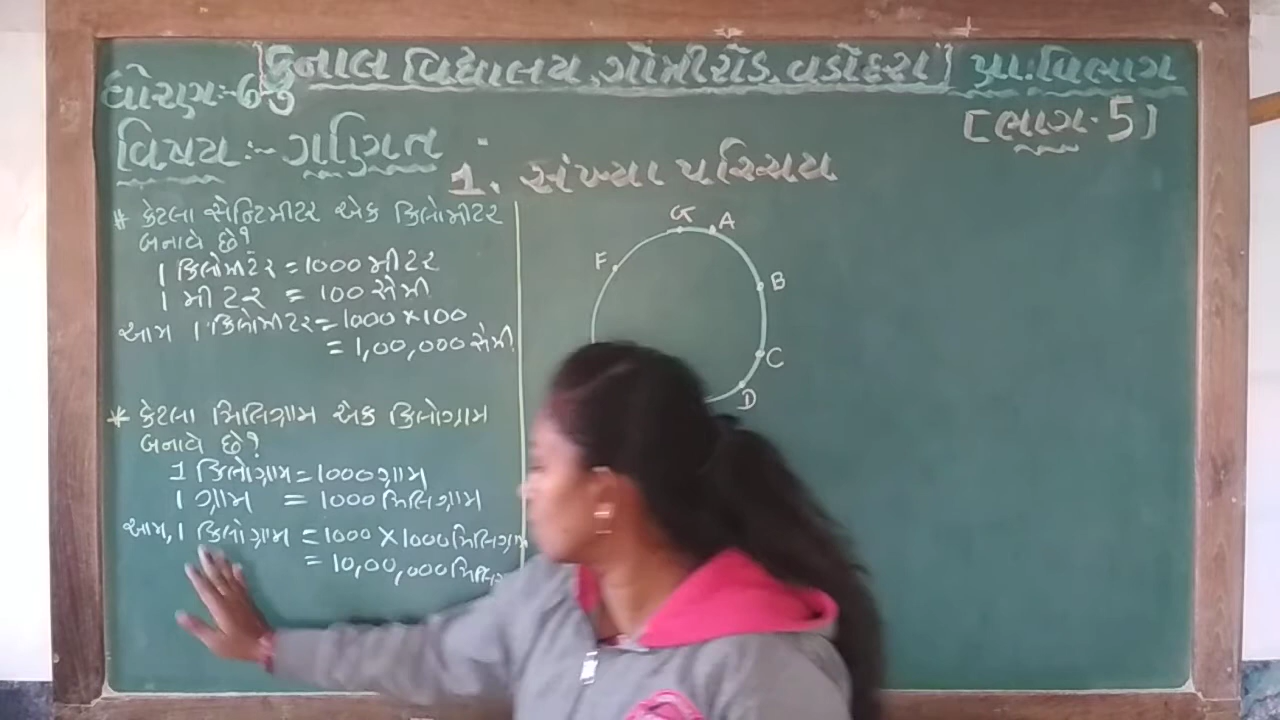 કુનાલ વિદ્યાલય, ગોત્રીરોડ, વડોદરા પ્રા. વિભાગ
ધોરણ:-6
[ભાગ-5]
વિષય:- ગણિત
1. સંખ્યા પરિચય
* કેટલા સેન્ટિમીટર એક કિલોમીટર
બનાવે છે?
1 કિલોમીટર = 1000 મીટર
1 મીટર = 100 સેમી
આમ 1 કિલોમીટર = 1000 × 100
= 1,00,000 સેમી
* કેટલા મિલિગ્રામ એક કિલોગ્રામ
બનાવે છે?
1 કિલોગ્રામ = 1000 ગ્રામ
1 ગ્રામ = 1000 મિલિગ્રામ
આમ, 1 કિલોગ્રામ = 1000 × 1000 મિલિગ્રામ
= 10,00,000
G A
F
B
C
D